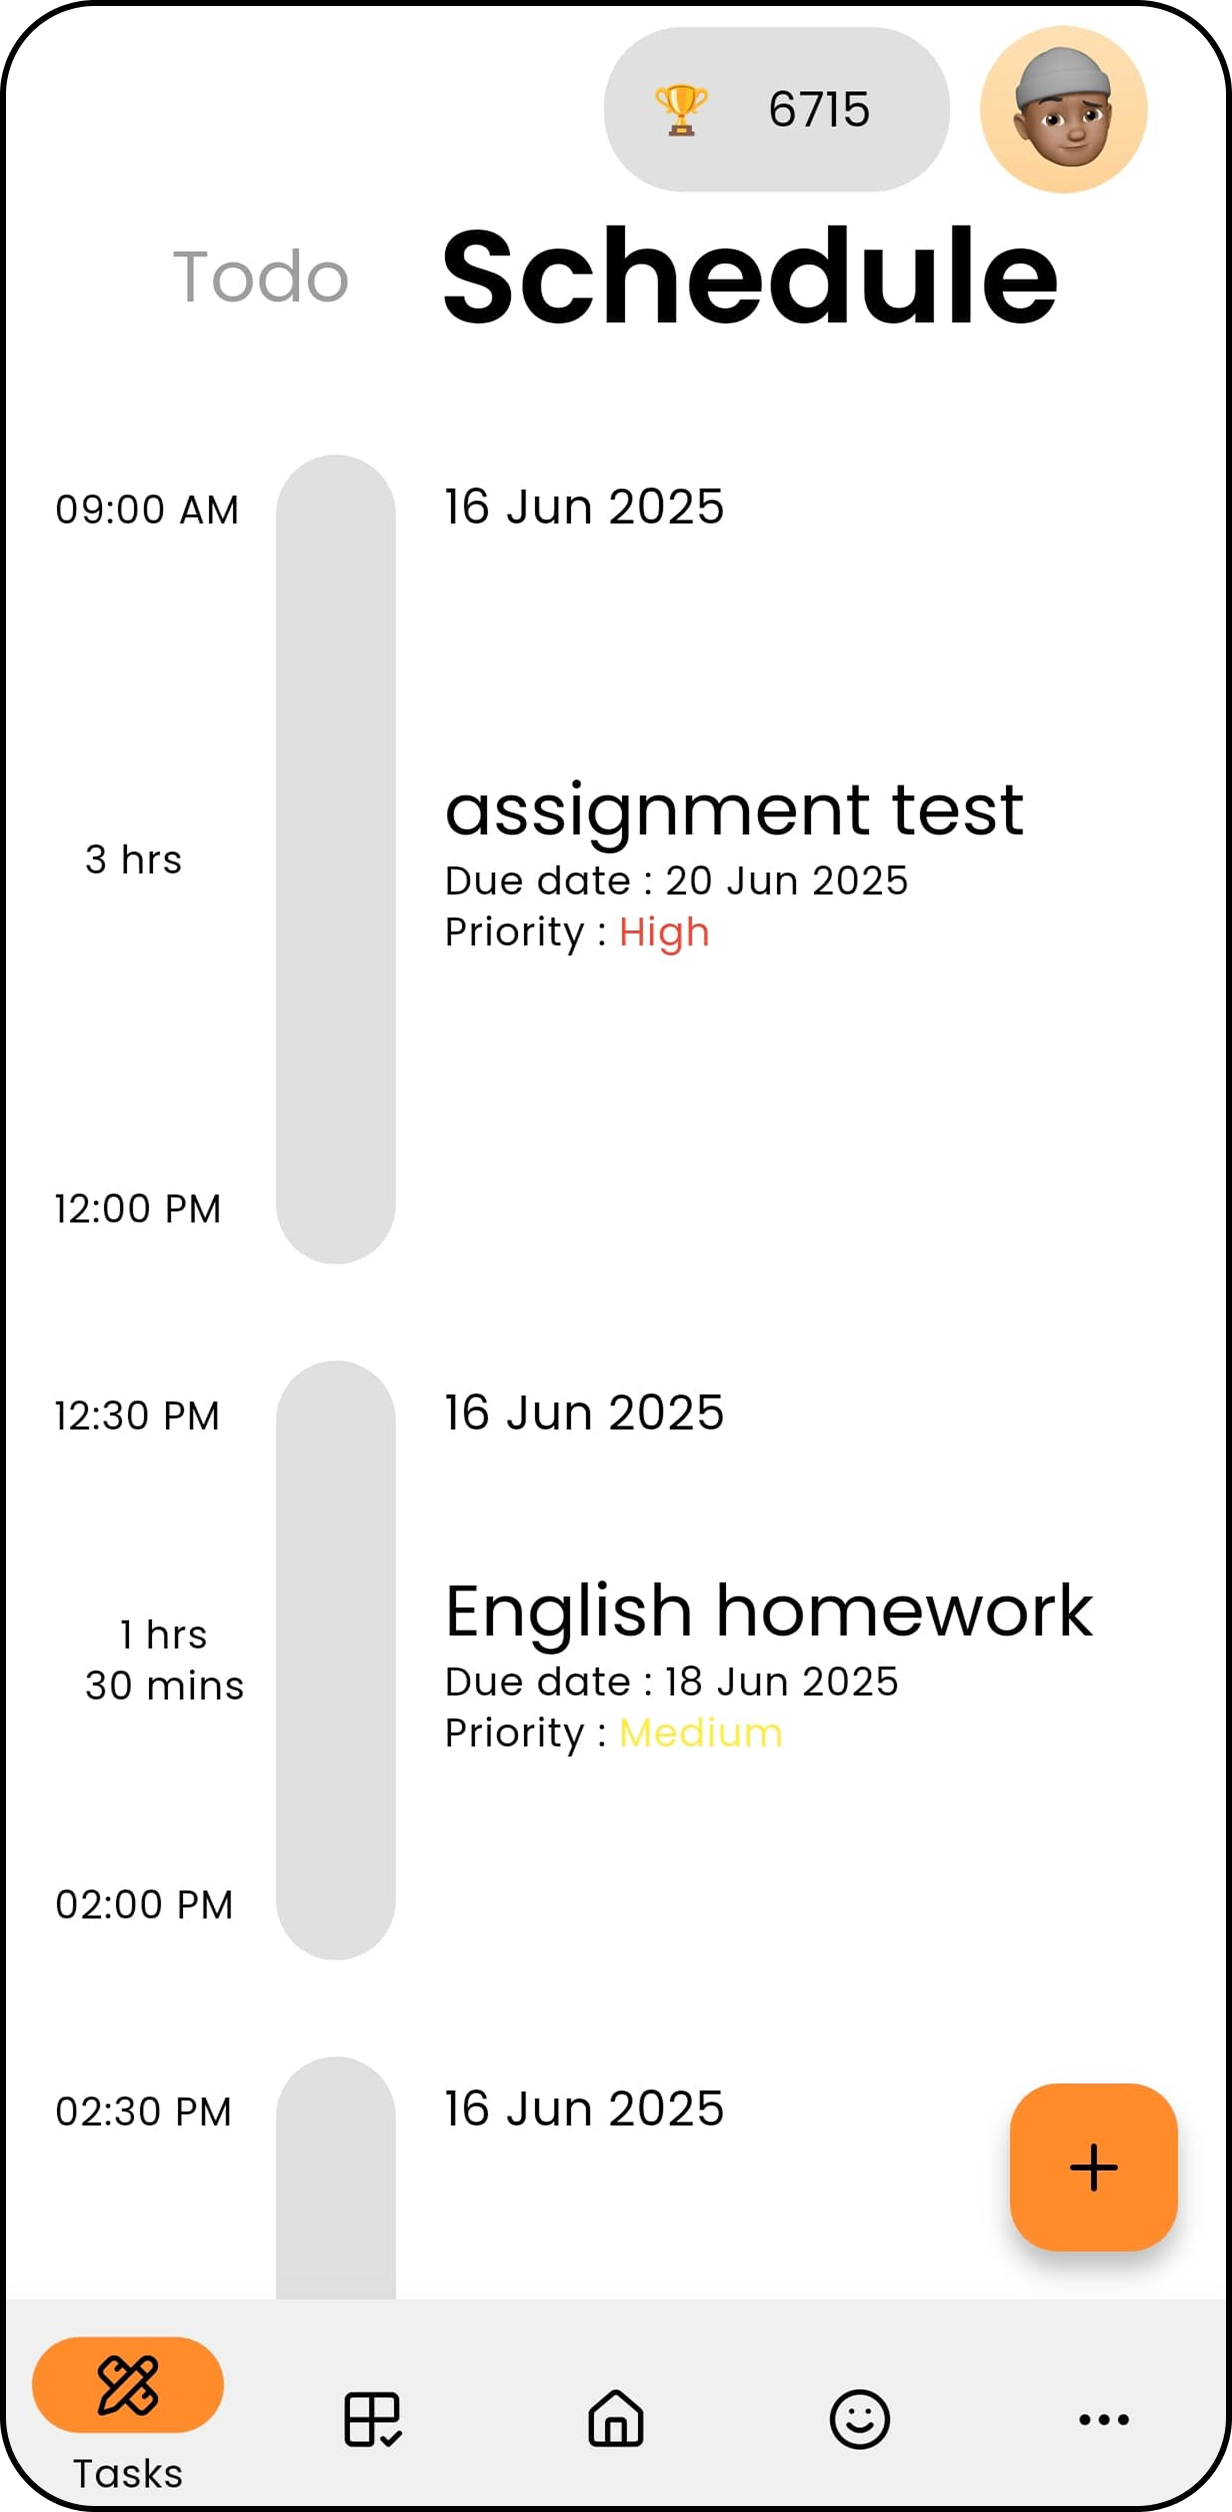 6715
Todo Schedule
09:00 AM 16 Jun 2025
assignment test
3 hrs
Due date : 20 Jun 2025
Priority : High
12:00 PM
12:30 PM 16 Jun 2025
English homework
1 hrs
30 mins
Due date : 18 Jun 2025
Priority : Medium
02:00 PM
02:30 PM 16 Jun 2025
Tasks